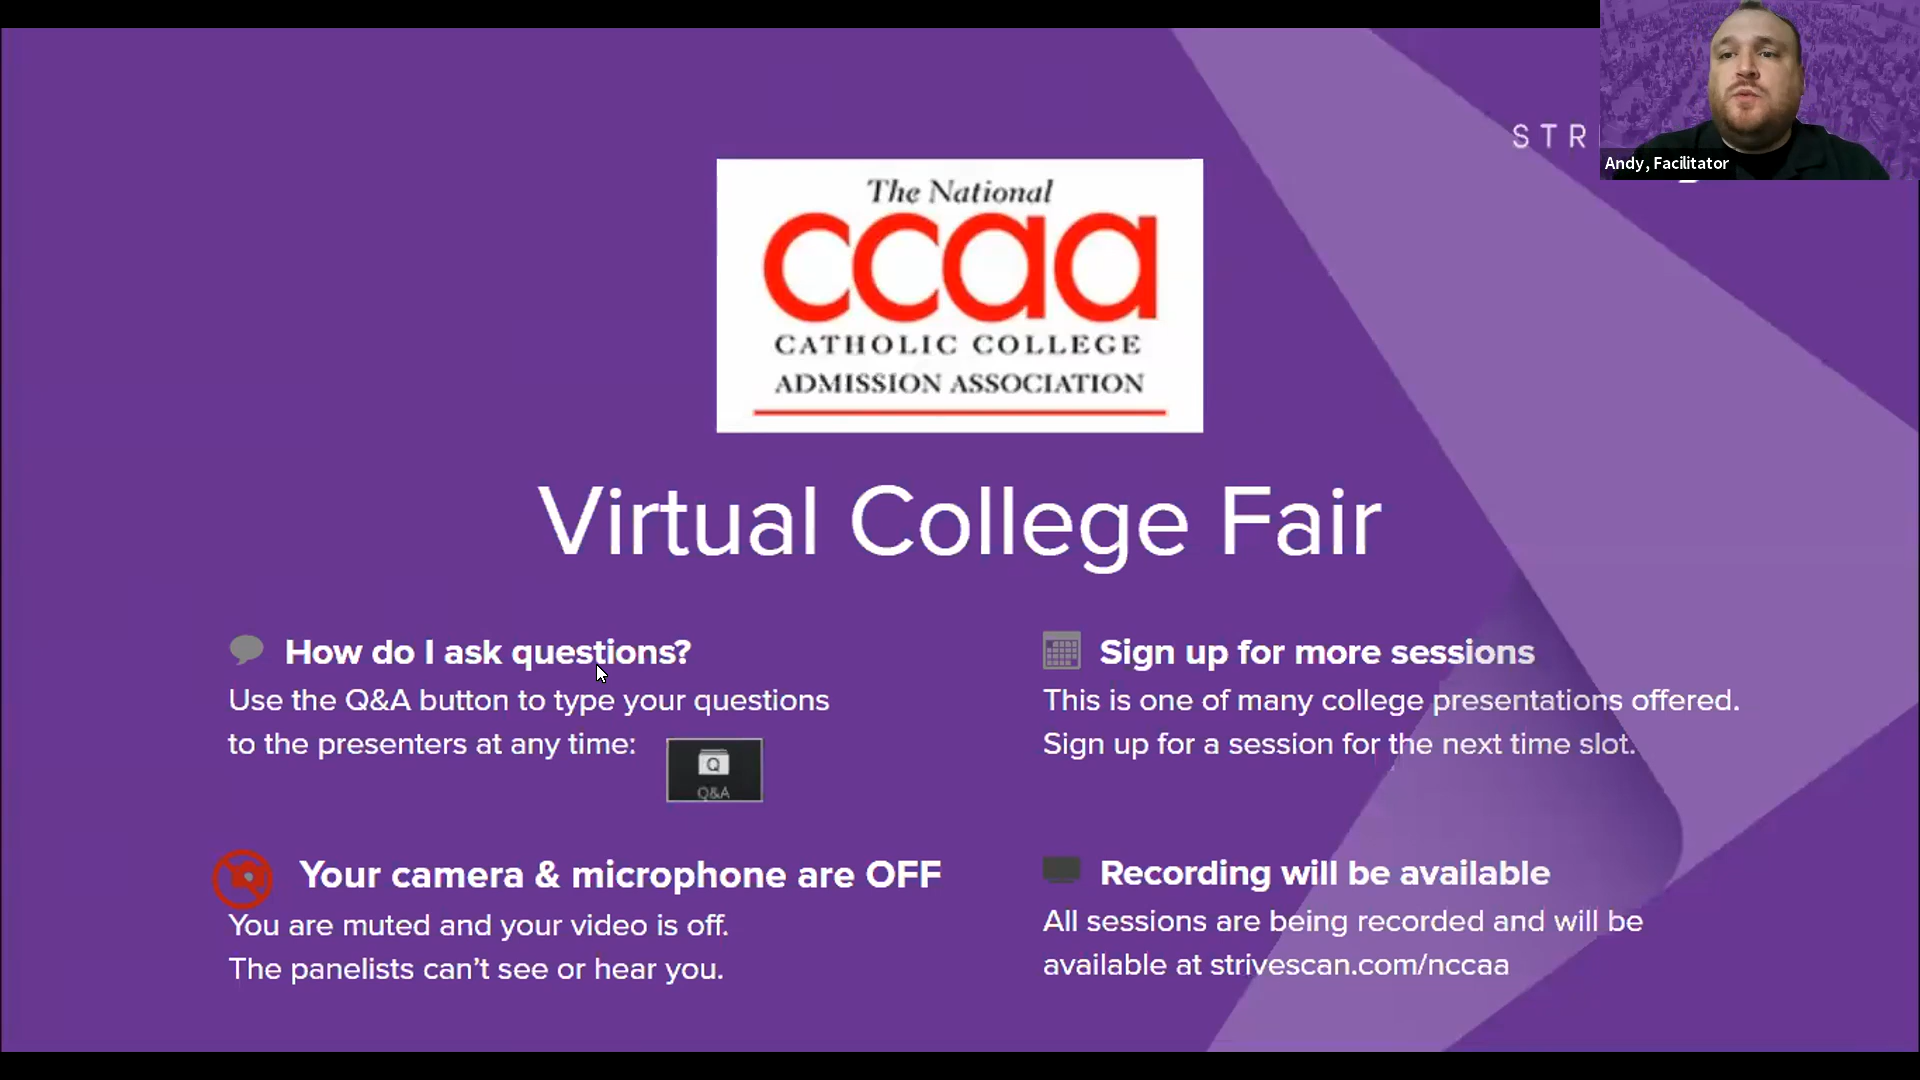 STR
Andy, Facilitator
The National
ccaa
CATHOLIC COLLEGE
ADMISSION ASSOCIATION
Virtual College Fair
How do I ask questions?
Use the Q&A button to type your questions
to the presenters at any time:
Q
Q&A
Sign up for more sessions
This is one of many college presentations offered.
Sign up for a session for the next time slot.
Your camera & microphone are OFF
You are muted and your video is off.
The panelists can't see or hear you.
Recording will be available
All sessions are being recorded and will be
available at strivescan.com/nccaa